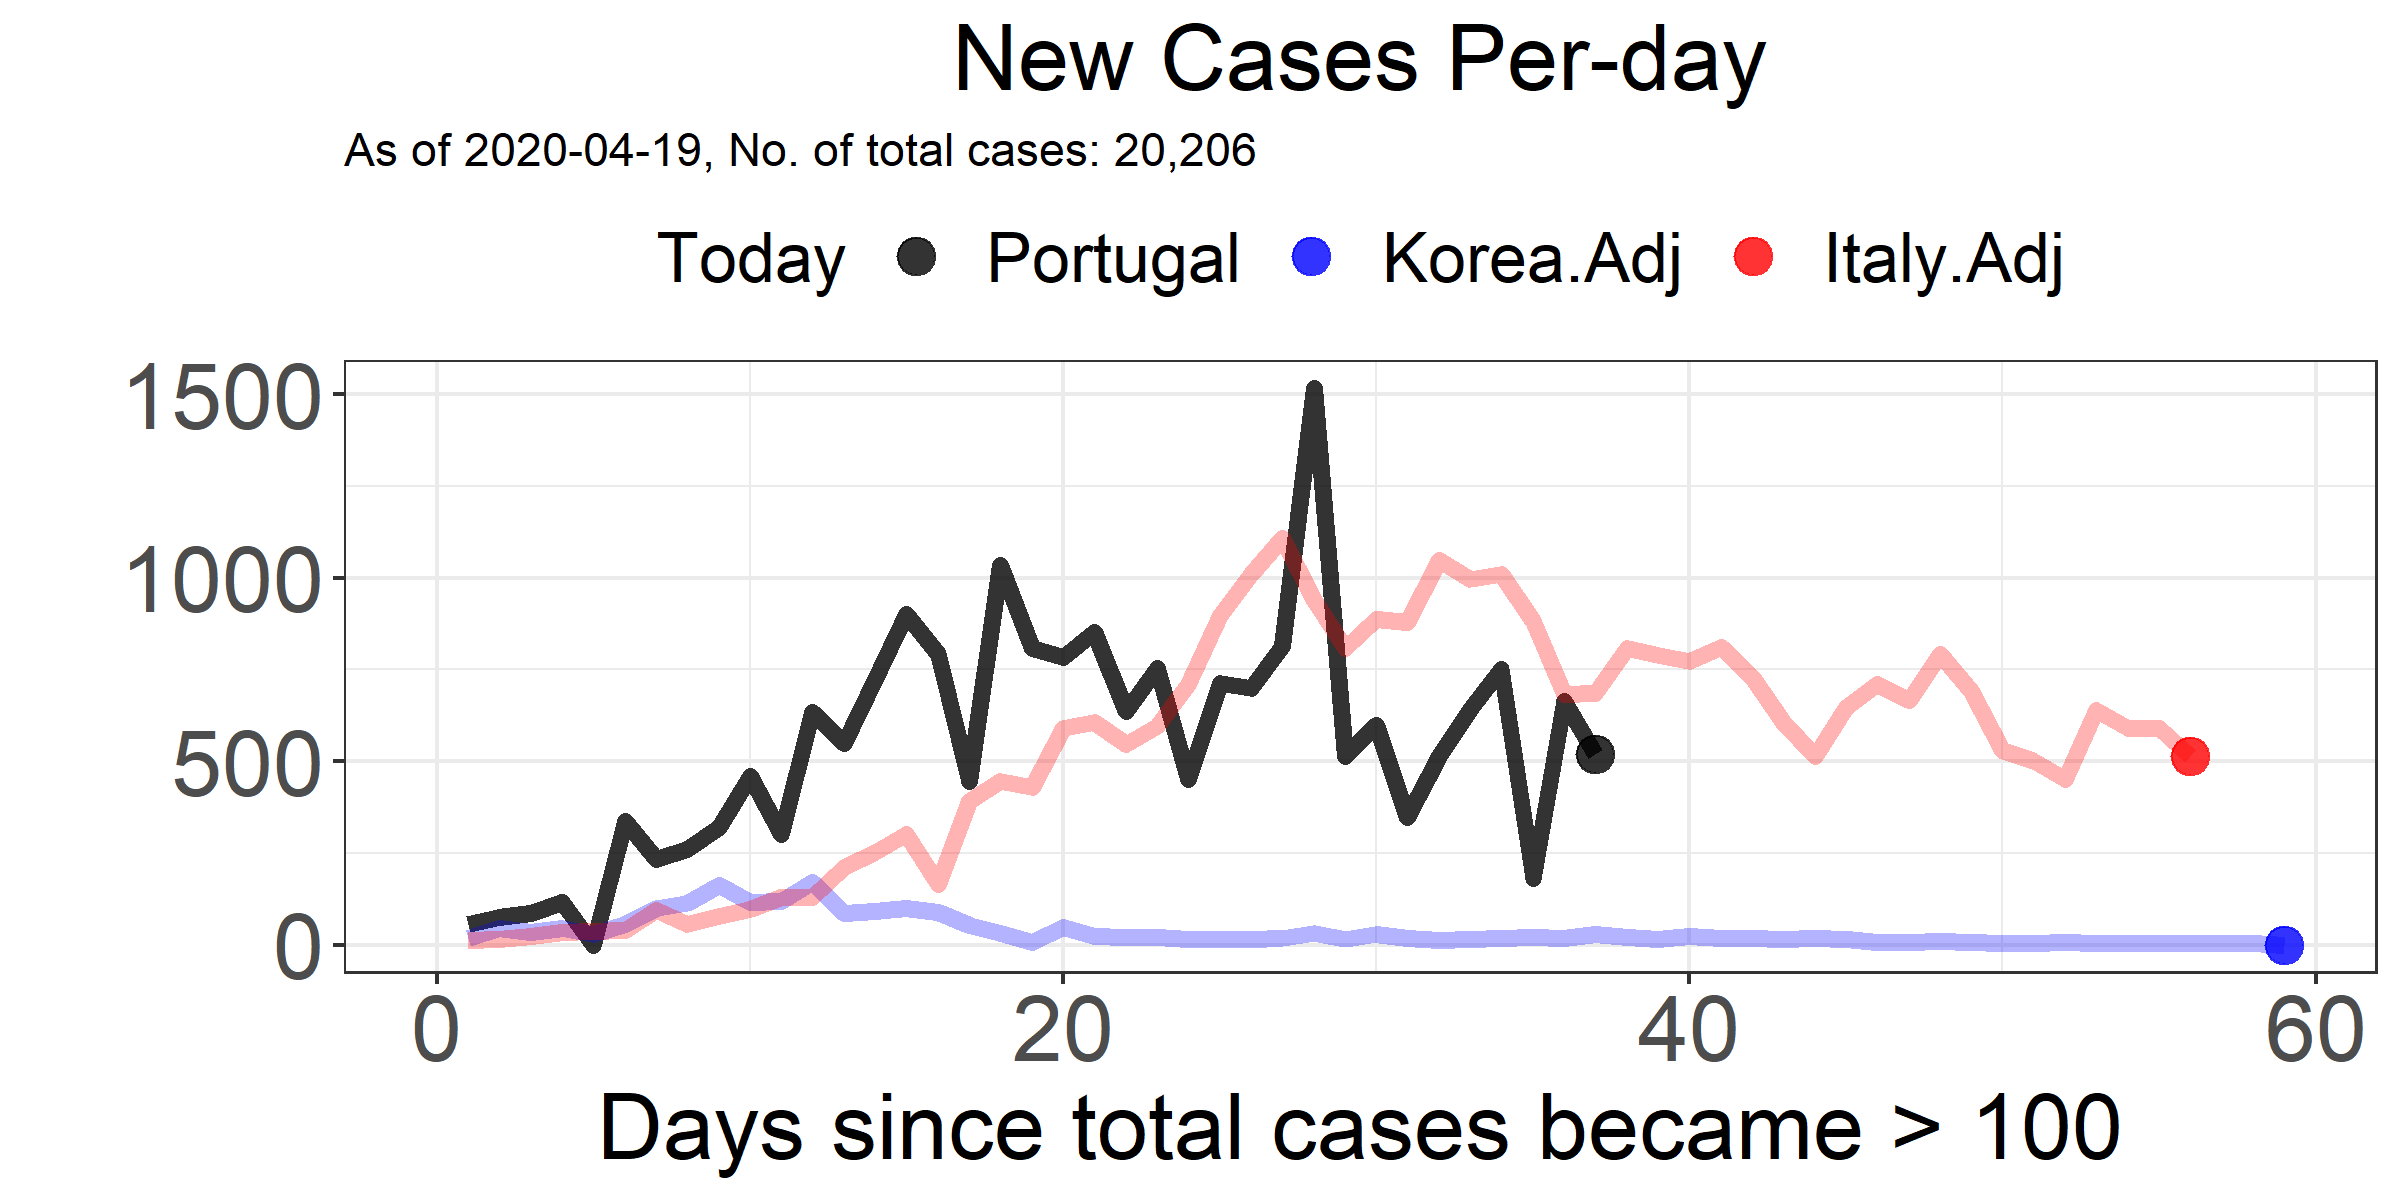 New Cases Per-day
As of 2020-04-19, No. of total cases: 20,206
Today Portugal Korea.Adj Italy.Adj
1500
1000
500
0
0 20 40 60
Days since total cases became > 100